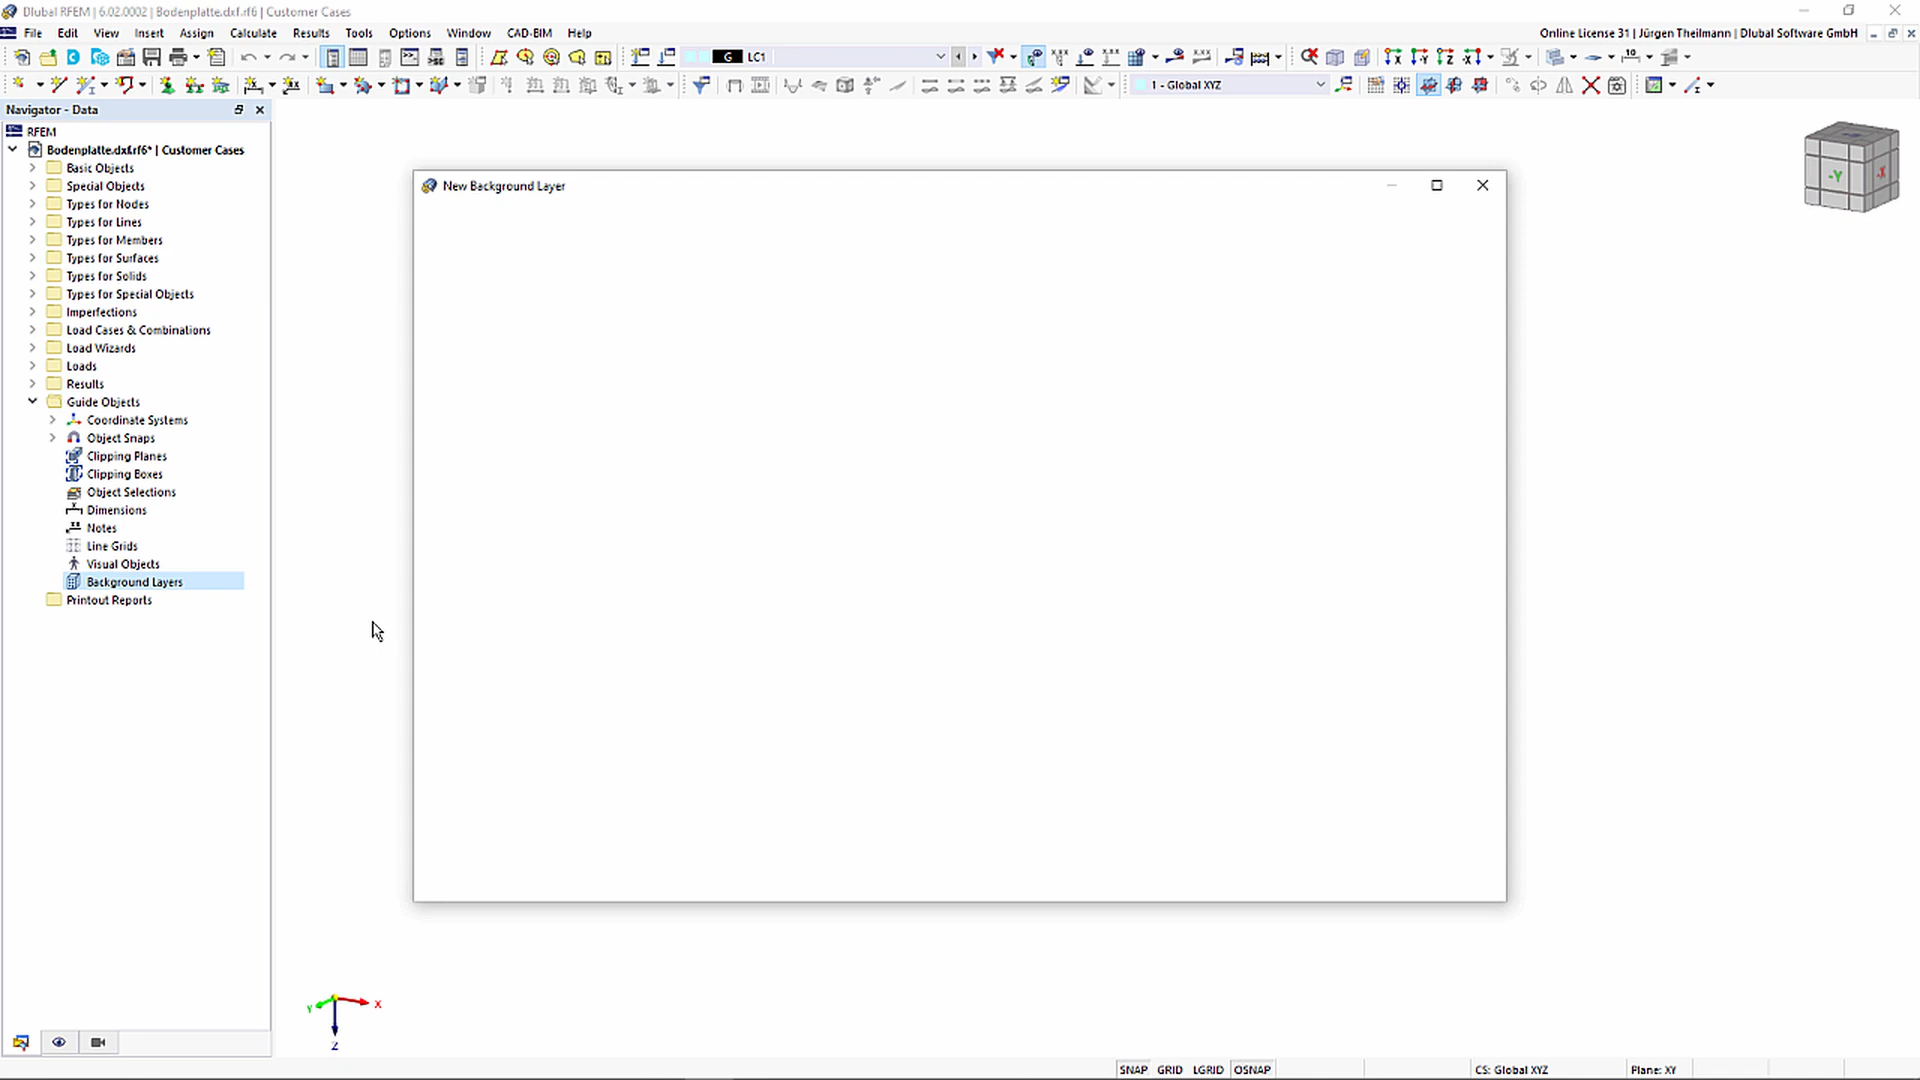 Dlubal RFEM | 6.02.0002 | Bodenplatte.dxf.rf6 | Customer Cases
File Edit View Insert Assign Calculate Results Tools Options Window CAD-BIM Help
Online License 31 | Jürgen Theilmann | Dlubal Software GmbH
G LC1
1 - Global XYZ
Navigator - Data
RFEM
Bodenplatte.dxf.rf6* | Customer Cases
Basic Objects
Special Objects
Types for Nodes
Types for Lines
Types for Members
Types for Surfaces
Types for Solids
Types for Special Objects
Imperfections
Load Cases & Combinations
Load Wizards
Loads
Results
Guide Objects
Coordinate Systems
Object Snaps
Clipping Planes
Clipping Boxes
Object Selections
Dimensions
Notes
Line Grids
Visual Objects
Background Layers
Printout Reports
New Background Layer
-Y
-X
Y
X
Z
SNAP GRID LGRID OSNAP
CS: Global XYZ
Plane: XY